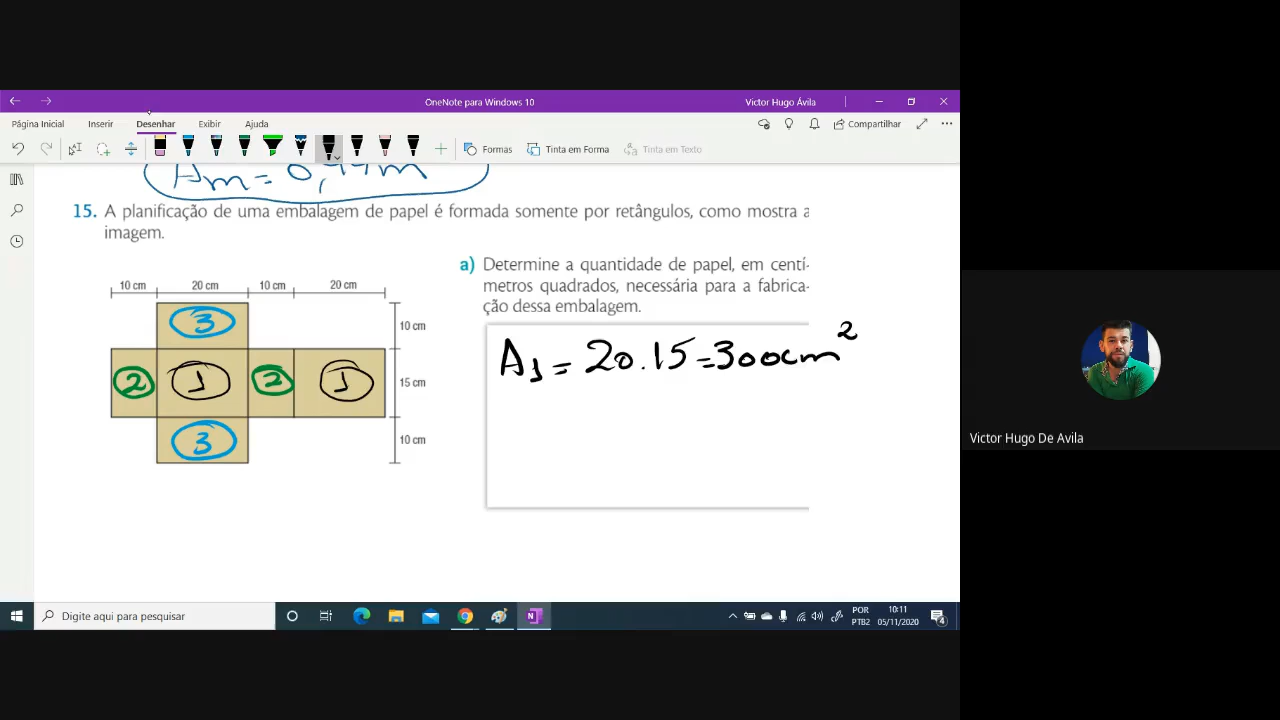 OneNote para Windows 10
Victor Hugo Ávila
Página Inicial Inserir Desenhar Exibir Ajuda
Compartilhar
Formas Tinta em Forma Tinta em Texto
Am = 0,44m
15. A planificação de uma embalagem de papel é formada somente por retângulos, como mostra a
imagem.
10 cm 20 cm 10 cm 20 cm
10 cm
15 cm
10 cm
3
2 1 2 1
3
a) Determine a quantidade de papel, em centí-
metros quadrados, necessária para a fabrica-
ção dessa embalagem.
A1 = 20.15=300cm²
Victor Hugo De Avila
Digite aqui para pesquisar
POR
PTB2
10:11
05/11/2020
4